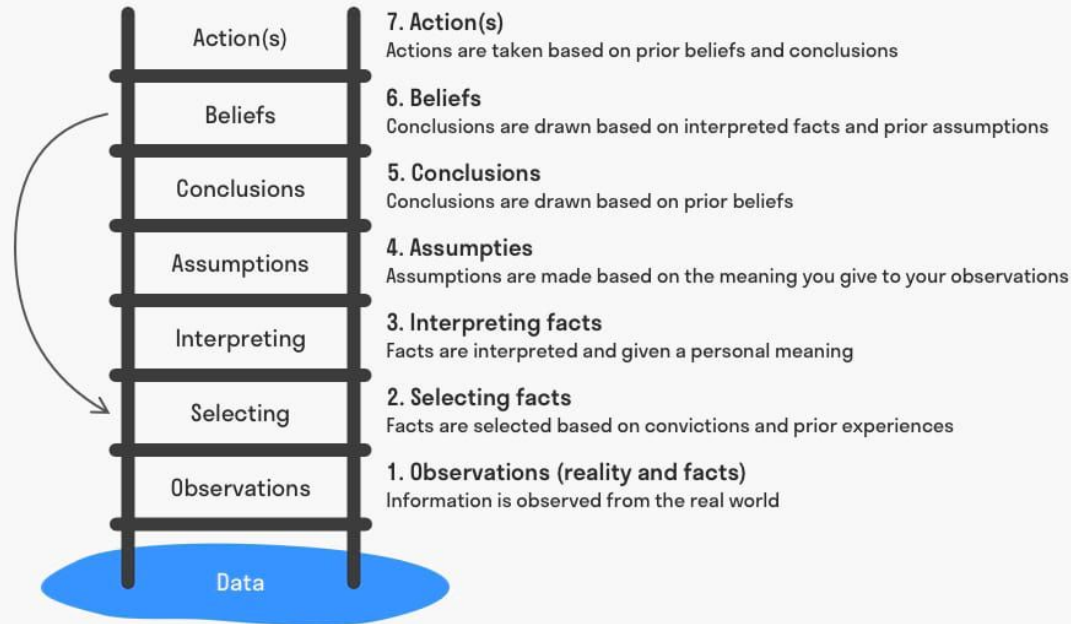 Action(s)
7. Action(s)
Actions are taken based on prior beliefs and conclusions
Beliefs
6. Beliefs
Conclusions are drawn based on interpreted facts and prior assumptions
Conclusions
5. Conclusions
Conclusions are drawn based on prior beliefs
Assumptions
4. Assumpties
Assumptions are made based on the meaning you give to your observations
Interpreting
3. Interpreting facts
Facts are interpreted and given a personal meaning
Selecting
2. Selecting facts
Facts are selected based on convictions and prior experiences
Observations
1. Observations (reality and facts)
Information is observed from the real world
Data